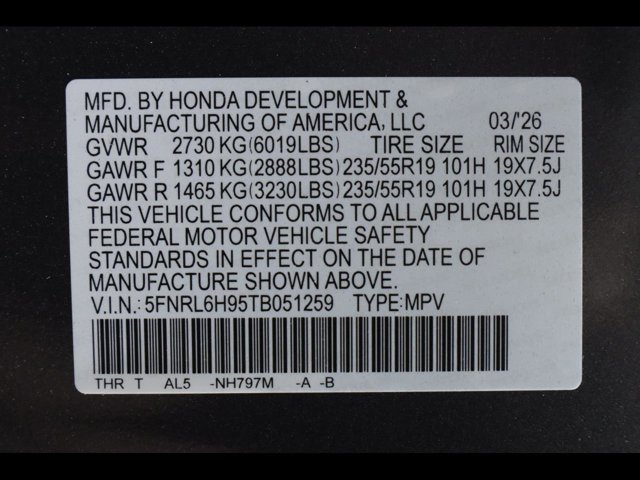 MFD. BY HONDA DEVELOPMENT &
MANUFACTURING OF AMERICA, LLC 03/'26
GVWR 2730 KG(6019LBS) TIRE SIZE RIM SIZE
GAWR F 1310 KG(2888LBS) 235/55R19 101H 19X7.5J
GAWR R 1465 KG(3230LBS) 235/55R19 101H 19X7.5J
THIS VEHICLE CONFORMS TO ALL APPLICABLE
FEDERAL MOTOR VEHICLE SAFETY
STANDARDS IN EFFECT ON THE DATE OF
MANUFACTURE SHOWN ABOVE.
V.I.N.: 5FNRL6H95TB051259 TYPE:MPV
THR T AL5 -NH797M -A -B